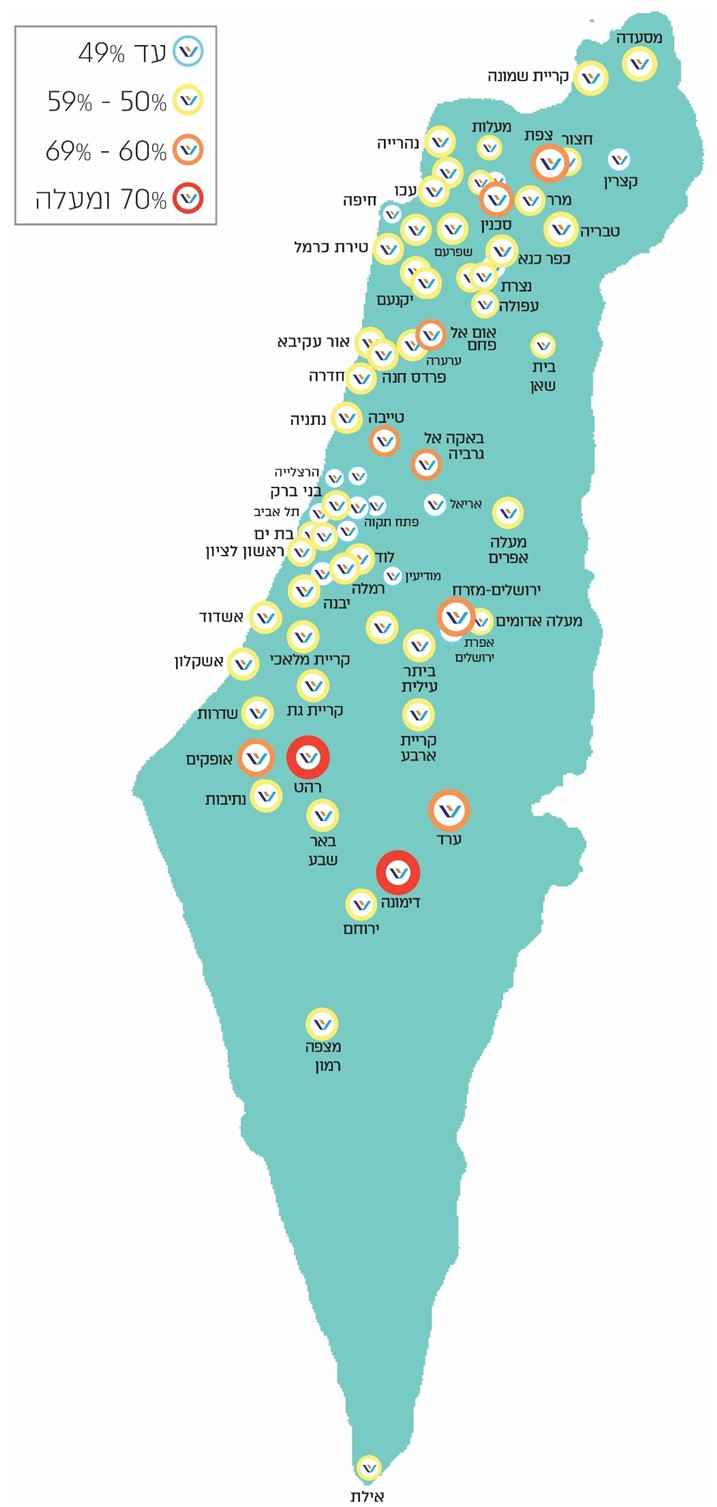 עד 49%
50% - 59%
60% - 69%
70% ומעלה
מסעדה
קריית שמונה
מעלות
צפת
חצור
נהרייה
קצרין
עכו
מרר
חיפה
סכנין
טבריה
שפרעם
טירת כרמל
כפר כנא
נצרת
יקנעם
עפולה
אום אל
פחם
אור עקיבא
ערערה
בית
שאן
פרדס חנה
חדרה
טייבה
נתניה
באקה אל
גרביה
הרצלייה
בני ברק
אריאל
תל אביב
פתח תקוה
בת ים
מעלה
אפרים
ראשון לציון
לוד
מודיעין
רמלה
ירושלים-מזרח
יבנה
אשדוד
מעלה אדומים
אפרת
ירושלים
קריית מלאכי
אשקלון
ביתר
עילית
קריית גת
שדרות
קריית
ארבע
אופקים
רהט
נתיבות
באר
שבע
ערד
דימונה
ירוחם
מצפה
רמון
אילת